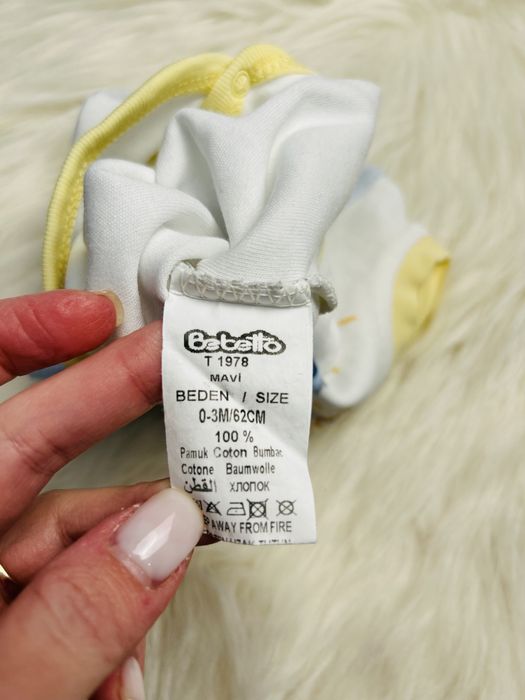 Bebetto
T 1978
MAVİ
BEDEN / SIZE
0-3M/62CM
100 %
Pamuk Coton Bumbac
Cotone Baumwolle
القطن ХЛОПОК
AWAY FROM FIRE